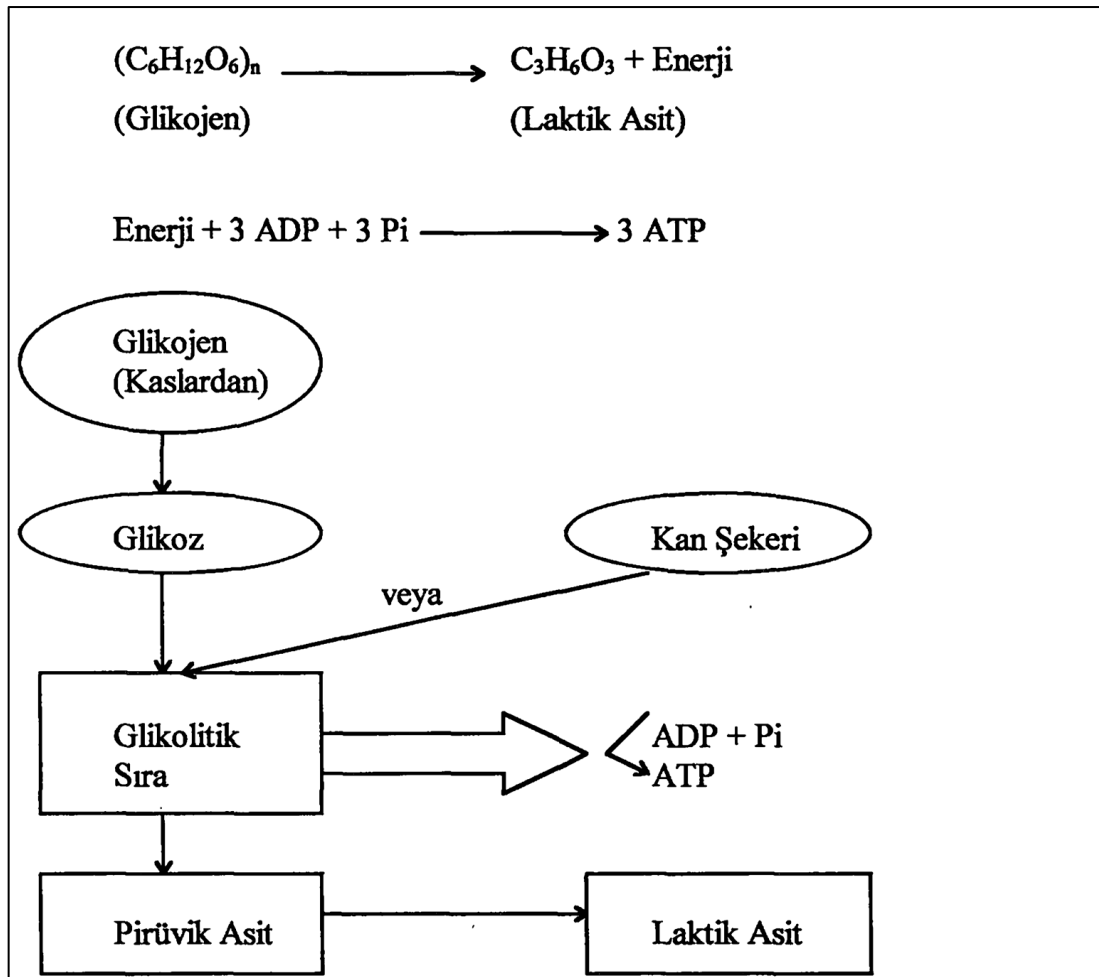 (C₆H₁₂O₆)ₙ → C₃H₆O₃ + Enerji
(Glikojen) (Laktik Asit)
Enerji + 3 ADP + 3 Pi → 3 ATP
Glikojen
(Kaslardan)
Glikoz
Kan Şekeri
veya
Glikolitik
Sıra
ADP + Pi
ATP
Pirüvik Asit
Laktik Asit